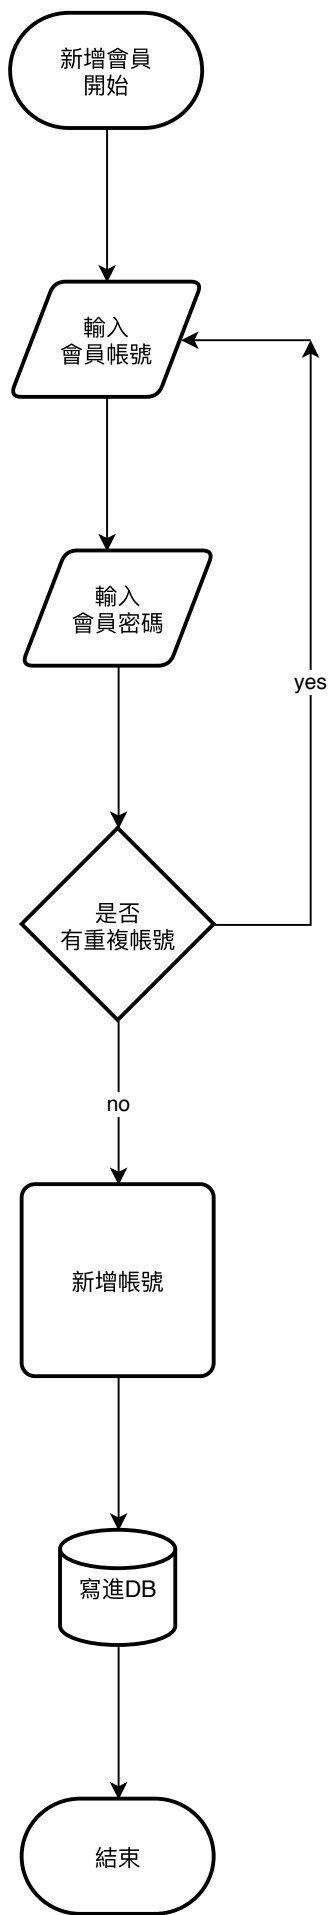 新增會員
開始
輸入
會員帳號
輸入
會員密碼
yes
是否
有重複帳號
no
新增帳號
寫進DB
結束